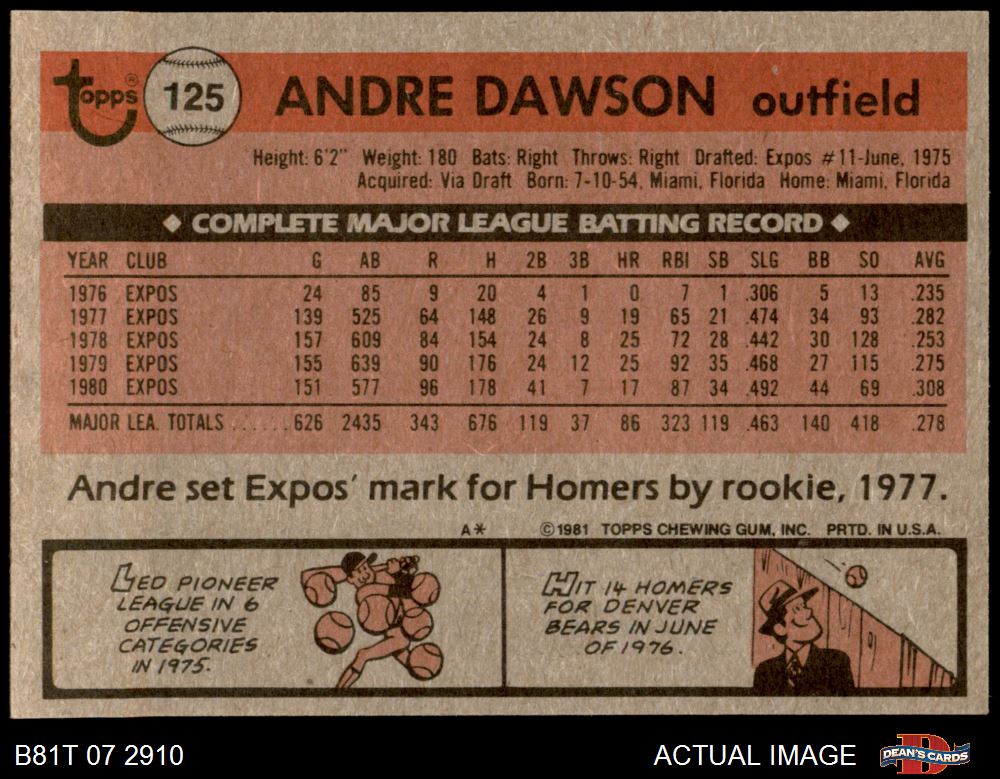 topps® 125 ANDRE DAWSON outfield
Height: 6'2" Weight: 180 Bats: Right Throws: Right Drafted: Expos #11-June, 1975
Acquired: Via Draft Born: 7-10-54, Miami, Florida Home: Miami, Florida
◆ COMPLETE MAJOR LEAGUE BATTING RECORD ◆
YEAR CLUB G AB R H 2B 3B HR RBI SB SLG BB SO AVG
1976 EXPOS 24 85 9 20 4 1 0 7 1 .306 5 13 .235
1977 EXPOS 139 525 64 148 26 9 19 65 21 .474 34 93 .282
1978 EXPOS 157 609 84 154 24 8 25 72 28 .442 30 128 .253
1979 EXPOS 155 639 90 176 24 12 25 92 35 .468 27 115 .275
1980 EXPOS 151 577 96 178 41 7 17 87 34 .492 44 69 .308
MAJOR LEA. TOTALS ...... 626 2435 343 676 119 37 86 323 119 .463 140 418 .278
Andre set Expos' mark for Homers by rookie, 1977.
A* ©1981 TOPPS CHEWING GUM, INC. PRTD. IN U.S.A.
LED PIONEER
LEAGUE IN 6
OFFENSIVE
CATEGORIES
IN 1975.
HIT 14 HOMERS
FOR DENVER
BEARS IN JUNE
OF 1976.
B81T 07 2910 ACTUAL IMAGE D DEAN'S CARDS